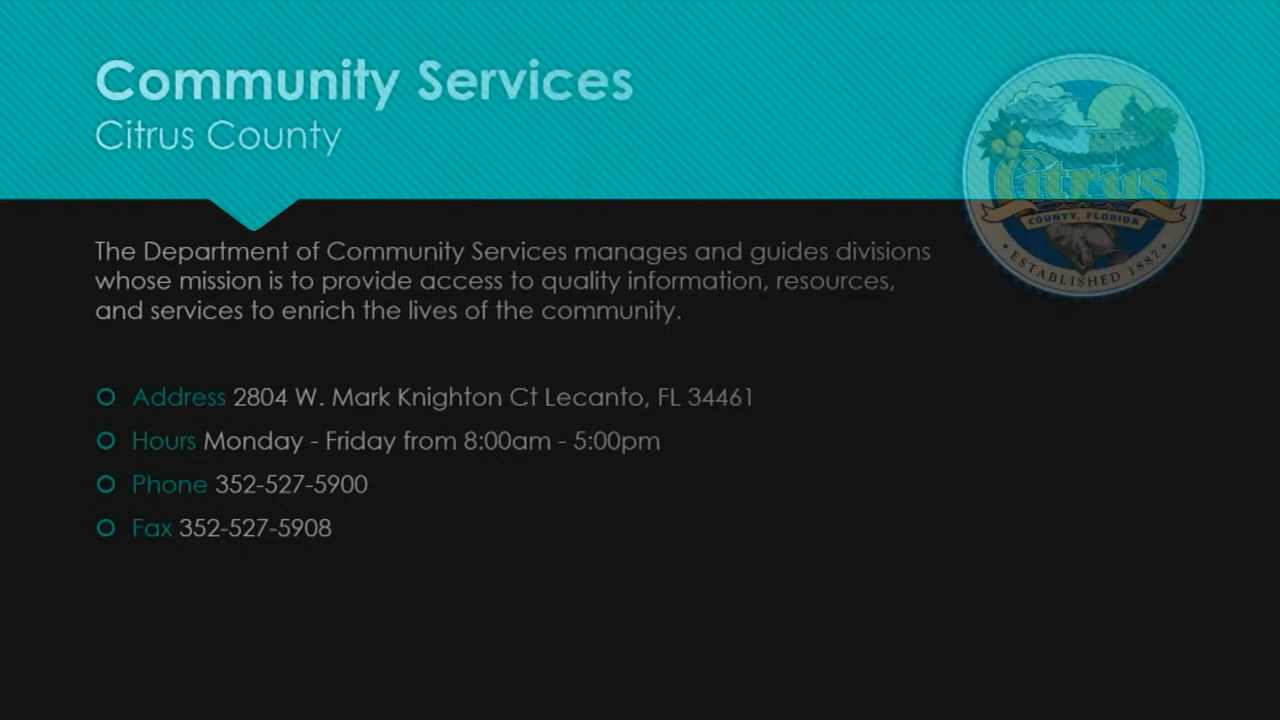 Community Services
Citrus County
Citrus
COUNTY, FLORIDA
• ESTABLISHED 1887 •
The Department of Community Services manages and guides divisions
whose mission is to provide access to quality information, resources,
and services to enrich the lives of the community.
Address 2804 W. Mark Knighton Ct Lecanto, FL 34461
Hours Monday - Friday from 8:00am - 5:00pm
Phone 352-527-5900
Fax 352-527-5908